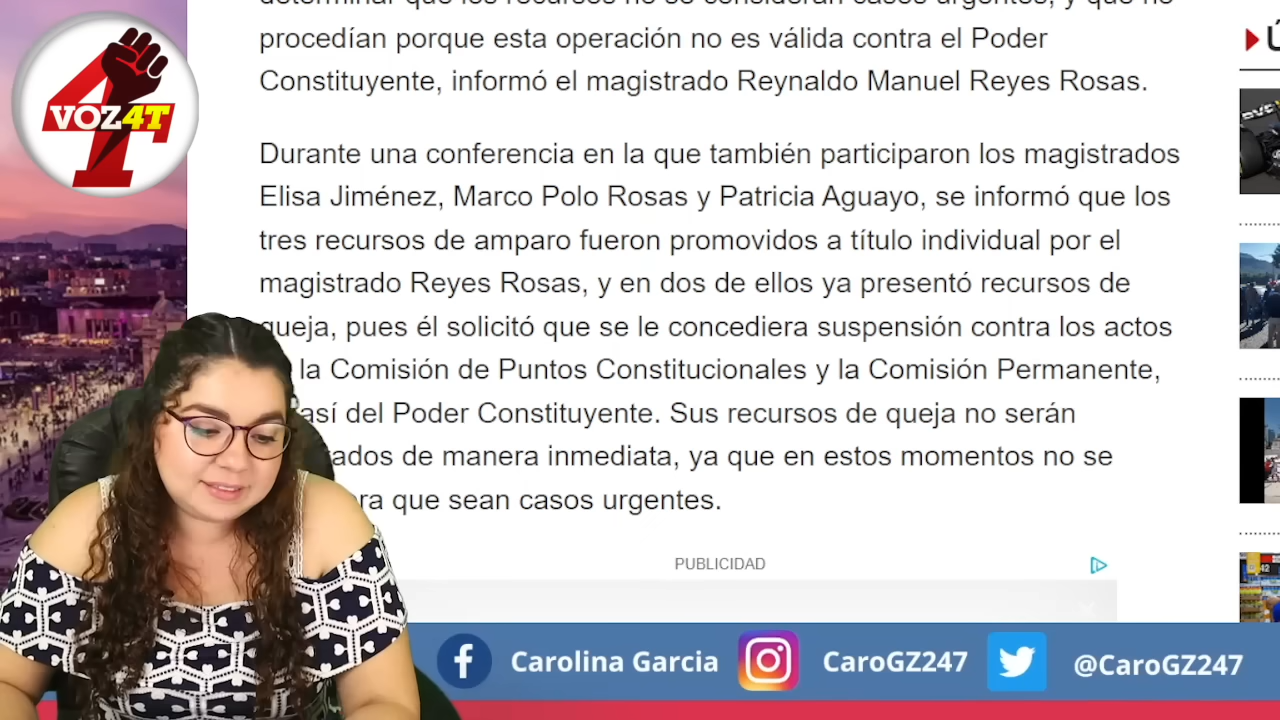 procedían porque esta operación no es válida contra el Poder
Constituyente, informó el magistrado Reynaldo Manuel Reyes Rosas.
Durante una conferencia en la que también participaron los magistrados
Elisa Jiménez, Marco Polo Rosas y Patricia Aguayo, se informó que los
tres recursos de amparo fueron promovidos a título individual por el
magistrado Reyes Rosas, y en dos de ellos ya presentó recursos de
queja, pues él solicitó que se le concediera suspensión contra los actos
la Comisión de Puntos Constitucionales y la Comisión Permanente,
así del Poder Constituyente. Sus recursos de queja no serán
de manera inmediata, ya que en estos momentos no se
que sean casos urgentes.
PUBLICIDAD
4T
VOZ4T
Carolina Garcia
CaroGZ247
@CaroGZ247